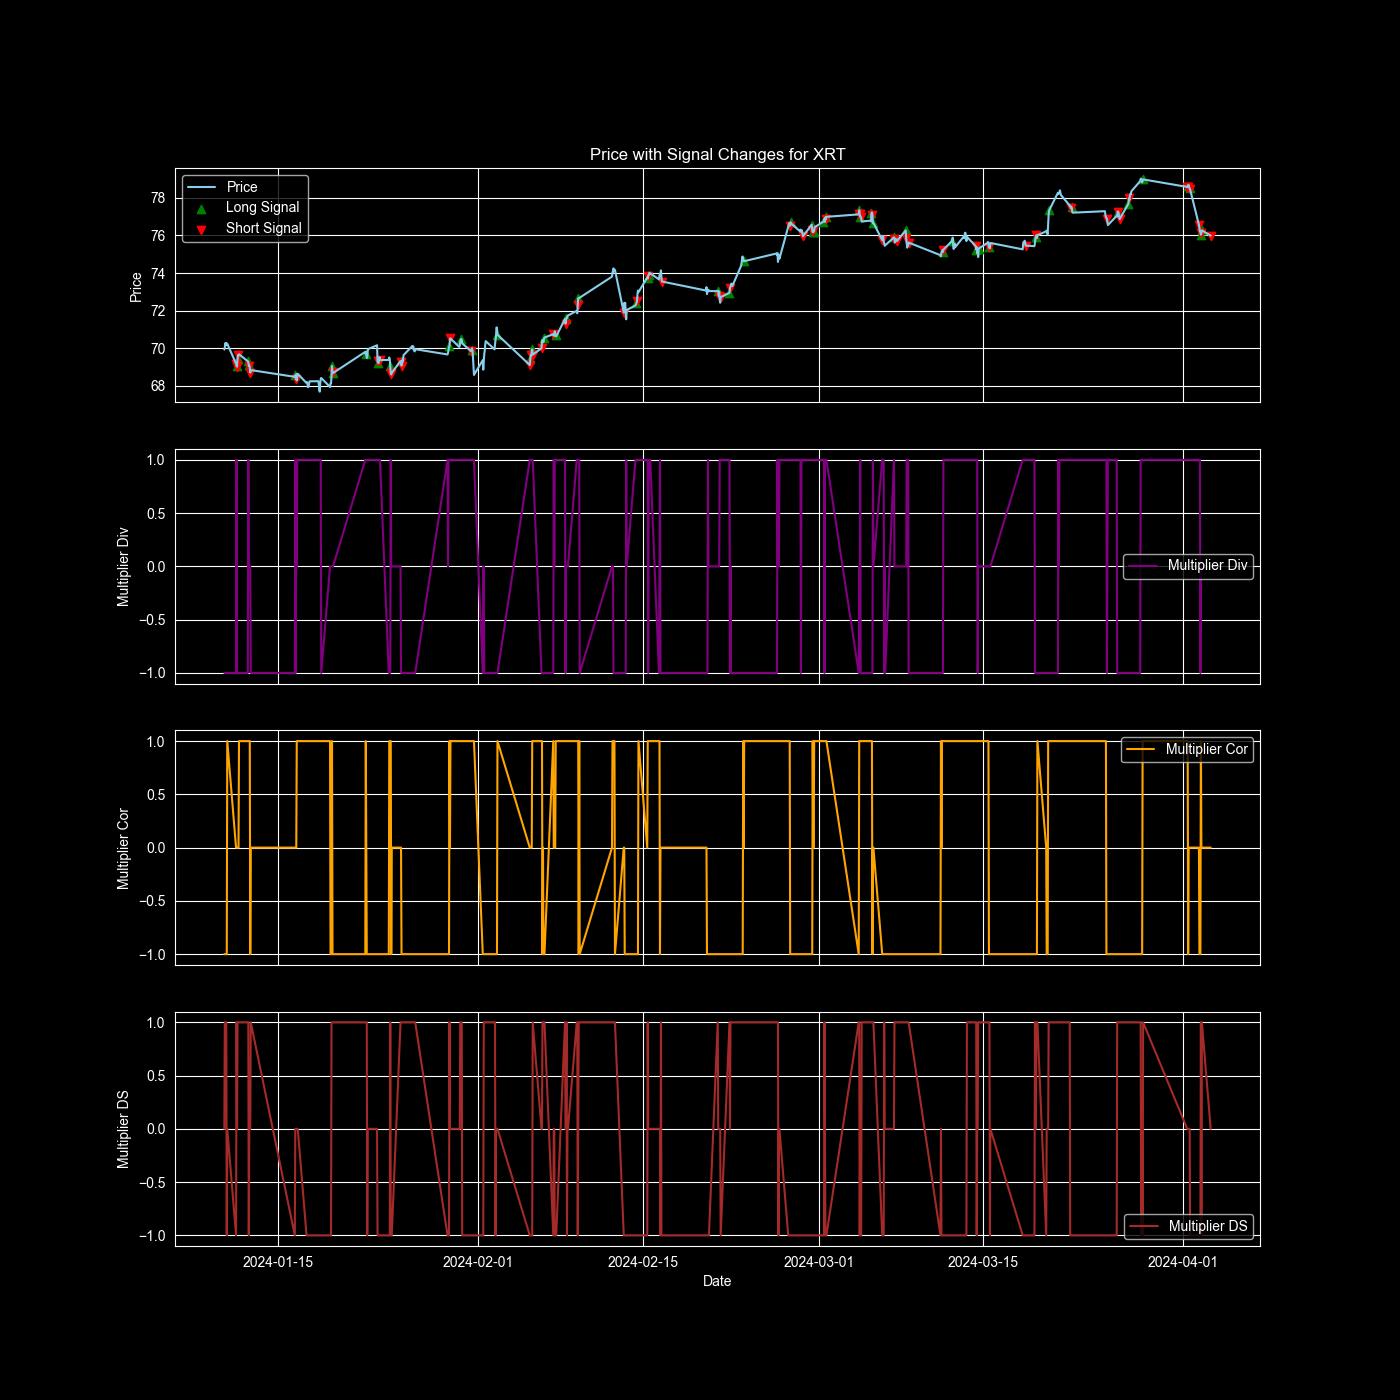 Price with Signal Changes for XRT
Price
Long Signal
Short Signal
78
76
74
72
70
68
Price
1.0
0.5
0.0
−0.5
−1.0
Multiplier Div
Multiplier Div
1.0
0.5
0.0
−0.5
−1.0
Multiplier Cor
Multiplier Cor
1.0
0.5
0.0
−0.5
−1.0
Multiplier DS
Multiplier DS
2024-01-15 2024-02-01 2024-02-15 2024-03-01 2024-03-15 2024-04-01
Date